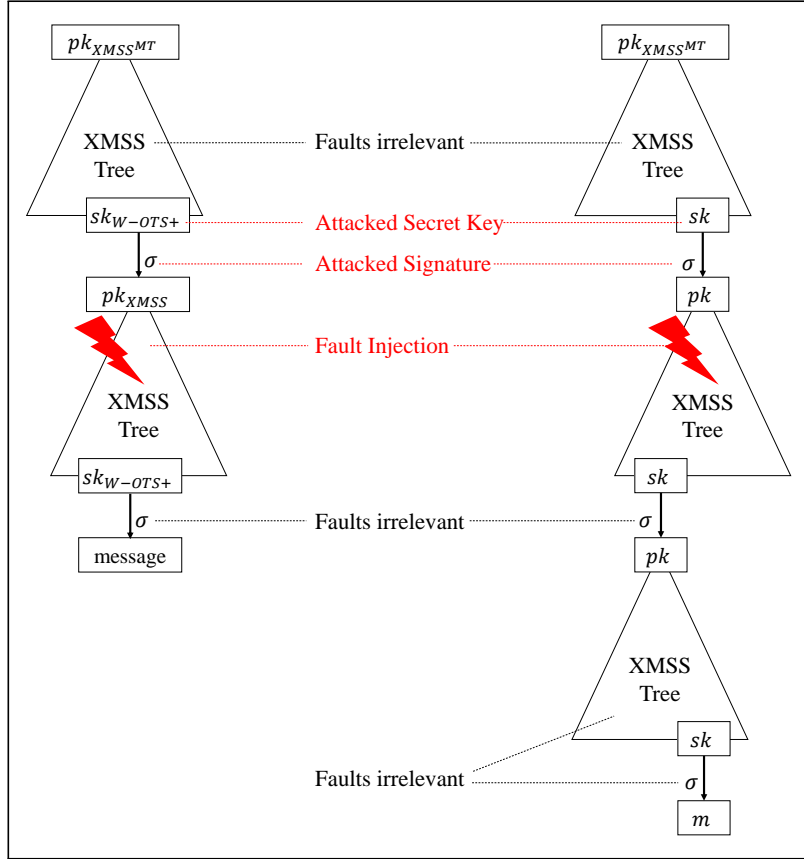 pk_{XMSS^{MT}} pk_{XMSS^{MT}}
XMSS Faults irrelevant XMSS
Tree Tree
sk_{W-OTS+} Attacked Secret Key sk
σ Attacked Signature σ
pk_{XMSS} pk
Fault Injection
XMSS XMSS
Tree Tree
sk_{W-OTS+} sk
σ Faults irrelevant σ
message pk
XMSS
Tree
sk
Faults irrelevant σ
m